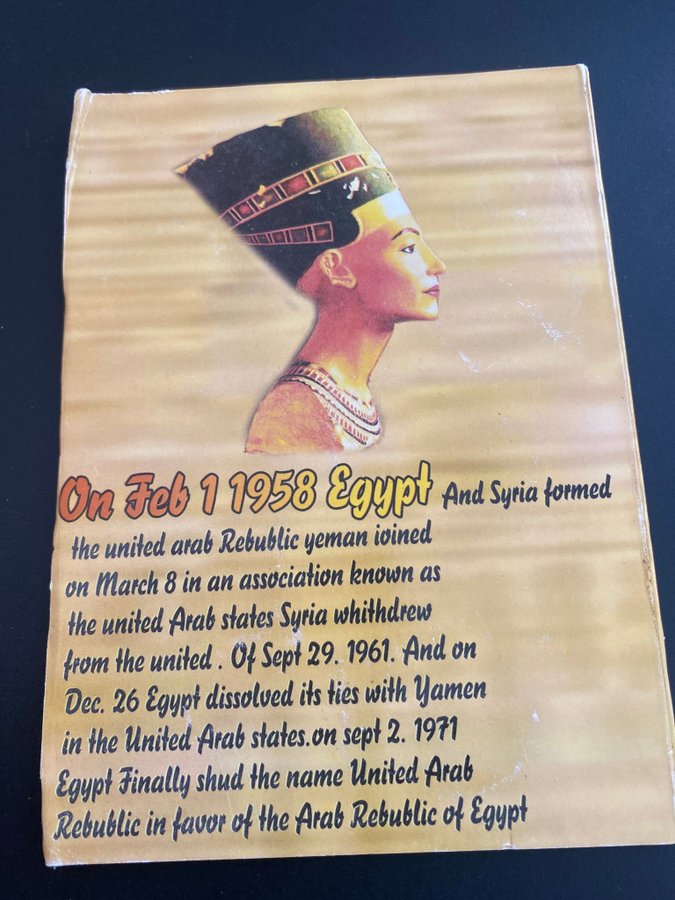 On Feb 1 1958 Egypt And Syria formed
the united arab Rebublic yeman ioined
on March 8 in an association known as
the united Arab states Syria whithdrew
from the united . Of Sept 29. 1961. And on
Dec. 26 Egypt dissolved its ties with Yamen
in the United Arab states.on sept 2. 1971
Egypt Finally shud the name United Arab
Rebublic in favor of the Arab Rebublic of Egypt